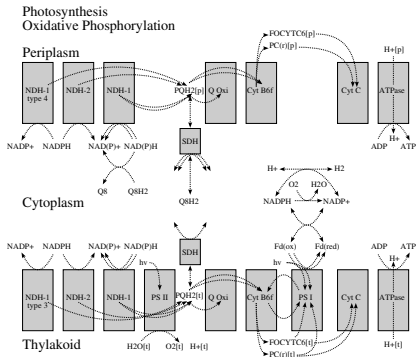 Photosynthesis
Oxidative Phosphorylation
Periplasm
FOCYTC6[p]
PC(r)[p]
H+[p]
NDH-1 type 4
NDH-2
NDH-1
PQH2[p]
Q Oxi
Cyt B6f
Cyt C
ATPase
NADP+ NADPH NAD(P)+ NAD(P)H
SDH
H+
ADP ATP
Q8 Q8H2
Q8H2
H+ H2
O2 H2O
NADPH NADP+
Cytoplasm
NADP+ NADPH NAD(P)+ NAD(P)H
SDH
Fd(ox) Fd(red)
ADP ATP
hv
hv
H+
NDH-1 type 3
NDH-2
NDH-1
PS II
PQH2[t]
Q Oxi
Cyt B6f
PS I
Cyt C
ATPase
H2O[t] O2[t] H+[t]
FOCYTC6[t]
PC(r)[t]
H+[t]
Thylakoid